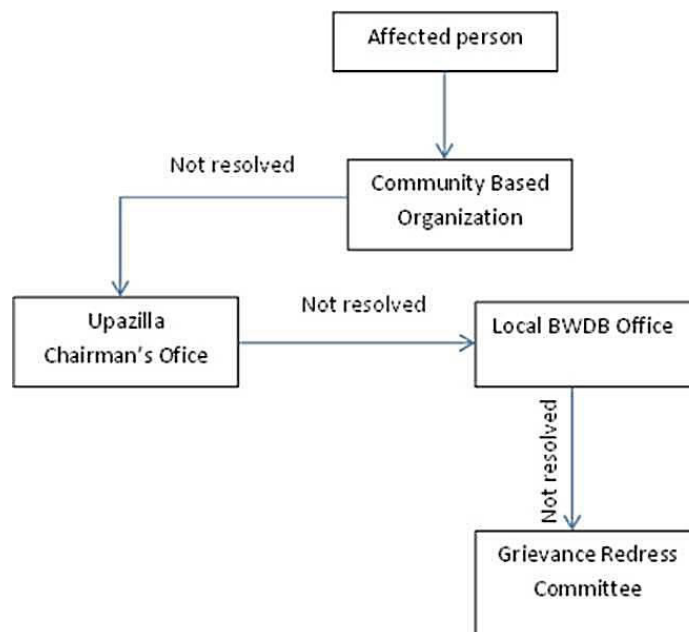 Affected person
Not resolved
Community Based
Organization
Upazilla
Chairman's Ofice
Not resolved
Local BWDB Office
Not resolved
Grievance Redress
Committee